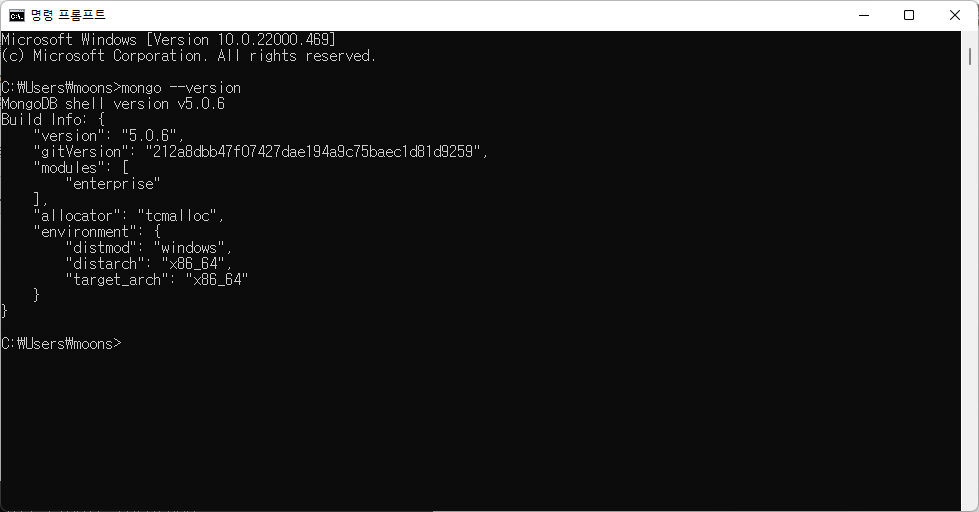 명령 프롬프트
Microsoft Windows [Version 10.0.22000.469]
(c) Microsoft Corporation. All rights reserved.
C:₩Users₩moons>mongo --version
MongoDB shell version v5.0.6
Build Info: {
    "version": "5.0.6",
    "gitVersion": "212a8dbb47f07427dae194a9c75baec1d81d9259",
    "modules": [
        "enterprise"
    ],
    "allocator": "tcmalloc",
    "environment": {
        "distmod": "windows",
        "distarch": "x86_64",
        "target_arch": "x86_64"
    }
}
C:₩Users₩moons>